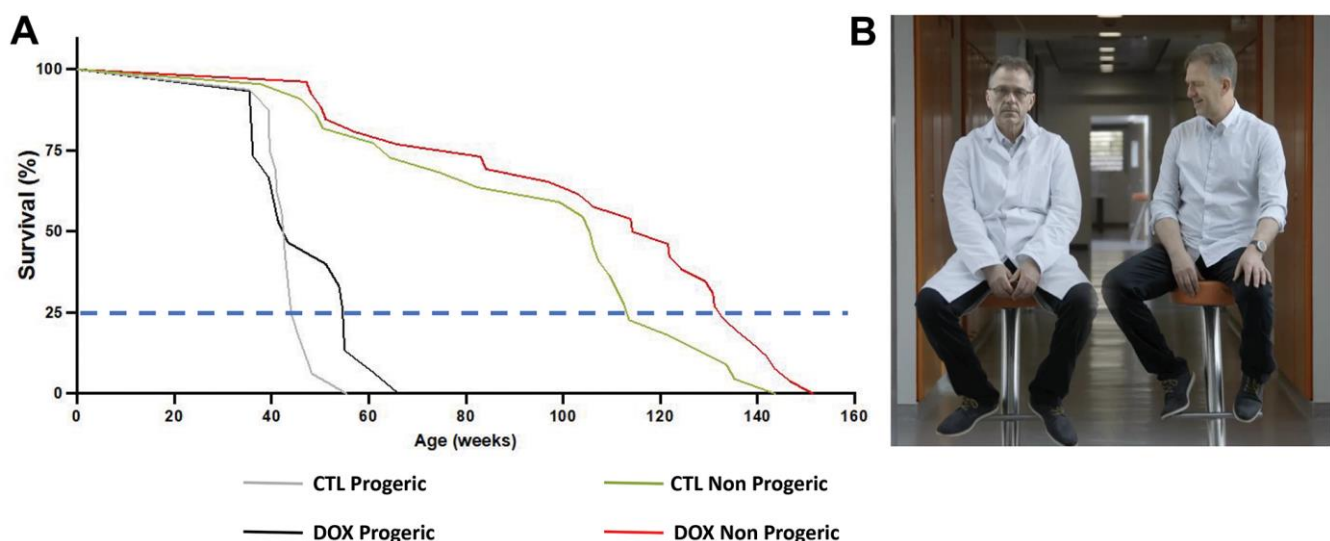 A
B
Survival (%)
100
75
50
25
0
0 20 40 60 80 100 120 140 160
Age (weeks)
CTL Progeric CTL Non Progeric
DOX Progeric DOX Non Progeric